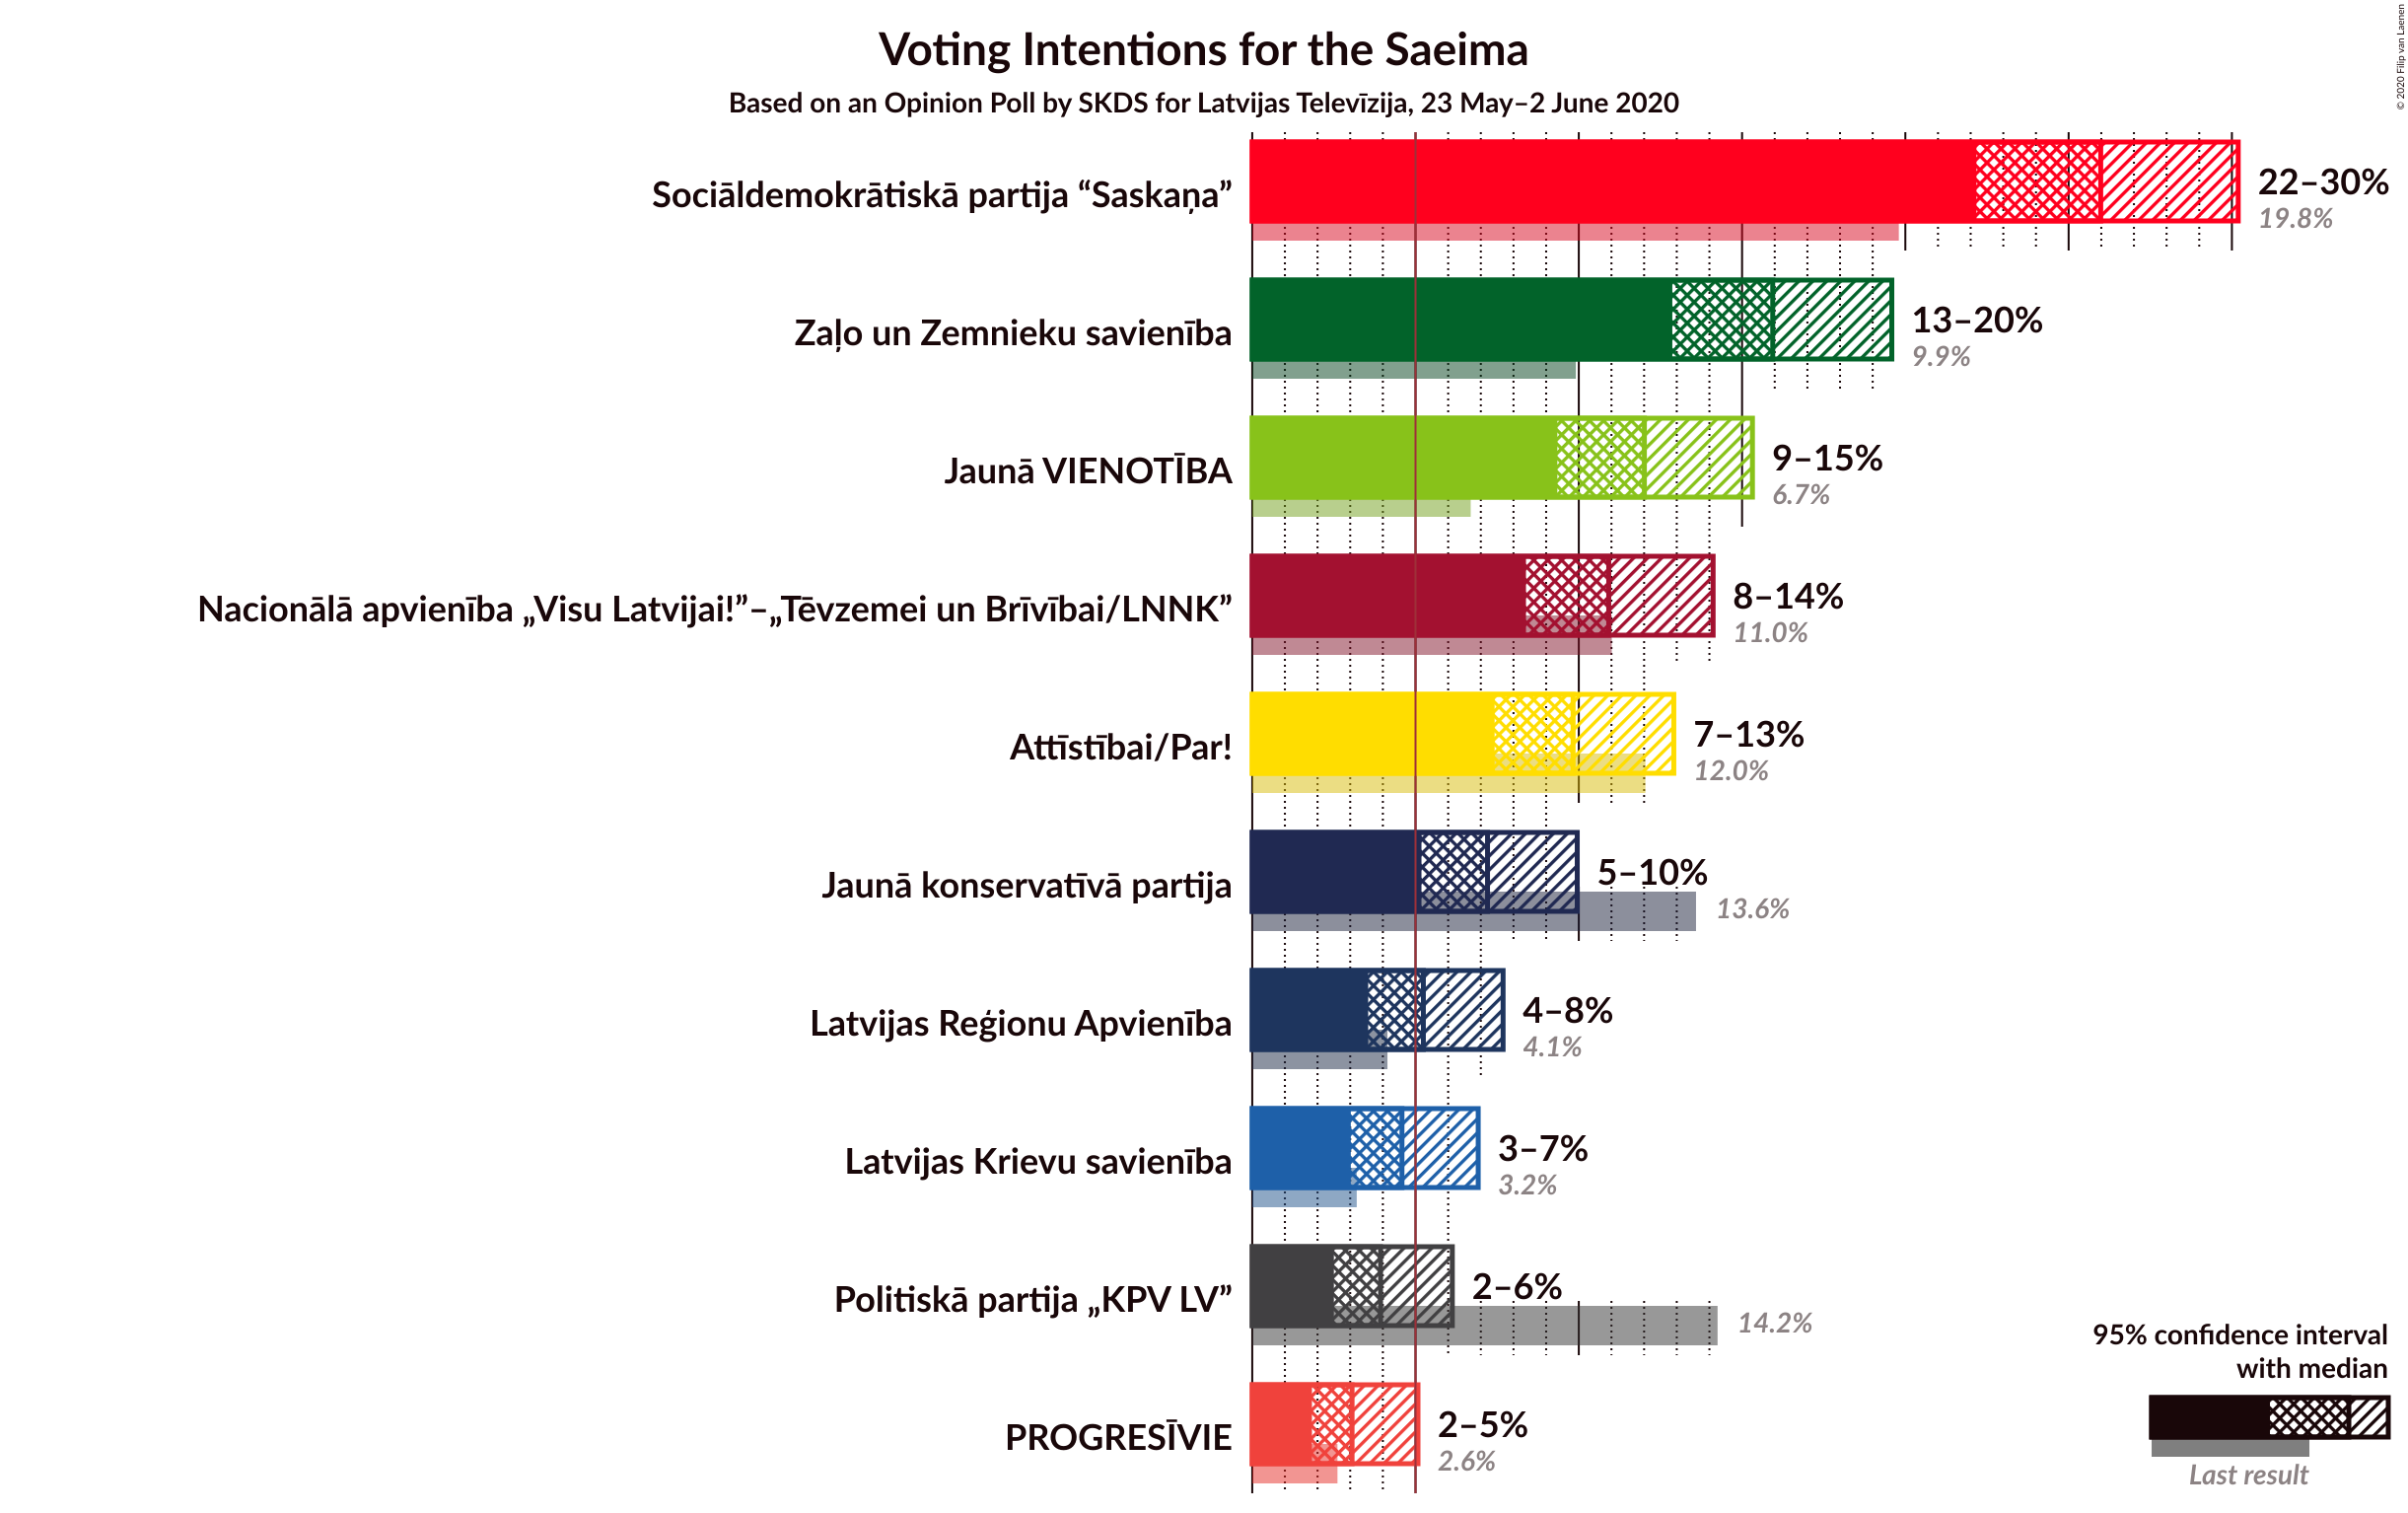 Voting Intentions for the Saeima
Based on an Opinion Poll by SKDS for Latvijas Televīzija, 23 May–2 June 2020
© 2020 Filip van Laenen
Sociāldemokrātiskā partija “Saskaņa”
22–30%
19.8%
Zaļo un Zemnieku savienība
13–20%
9.9%
Jaunā VIENOTĪBA
9–15%
6.7%
Nacionālā apvienība „Visu Latvijai!”–„Tēvzemei un Brīvībai/LNNK”
8–14%
11.0%
Attīstībai/Par!
7–13%
12.0%
Jaunā konservatīvā partija
5–10%
13.6%
Latvijas Reģionu Apvienība
4–8%
4.1%
Latvijas Krievu savienība
3–7%
3.2%
Politiskā partija „KPV LV”
2–6%
14.2%
PROGRESĪVIE
2–5%
2.6%
95% confidence interval
with median
Last result